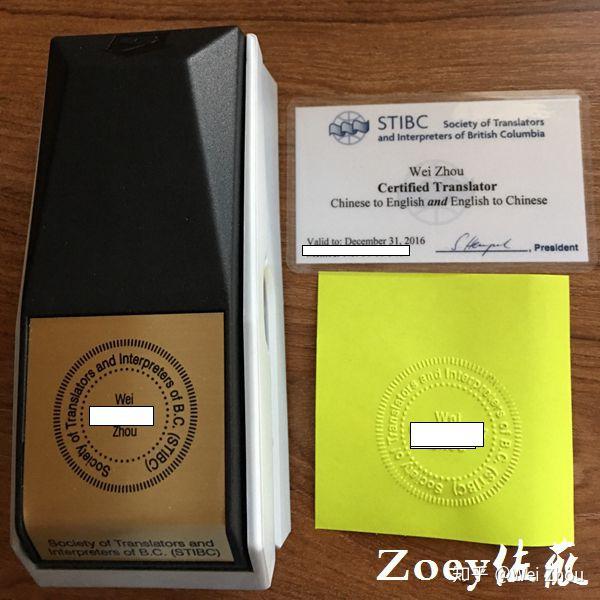 STIBC
Society of Translators
and Interpreters of British Columbia
Wei Zhou
Certified Translator
Chinese to English and English to Chinese
Valid to: December 31, 2016
, President
Society of Translators and Interpreters of B.C. (STIBC)
Wei
Zhou
Society of Translators and
Interpreters of B.C. (STIBC)
Society of Translators and Interpreters of B.C. (STIBC)
Wei
Zoey佐薇
知乎 @Wei Zhou